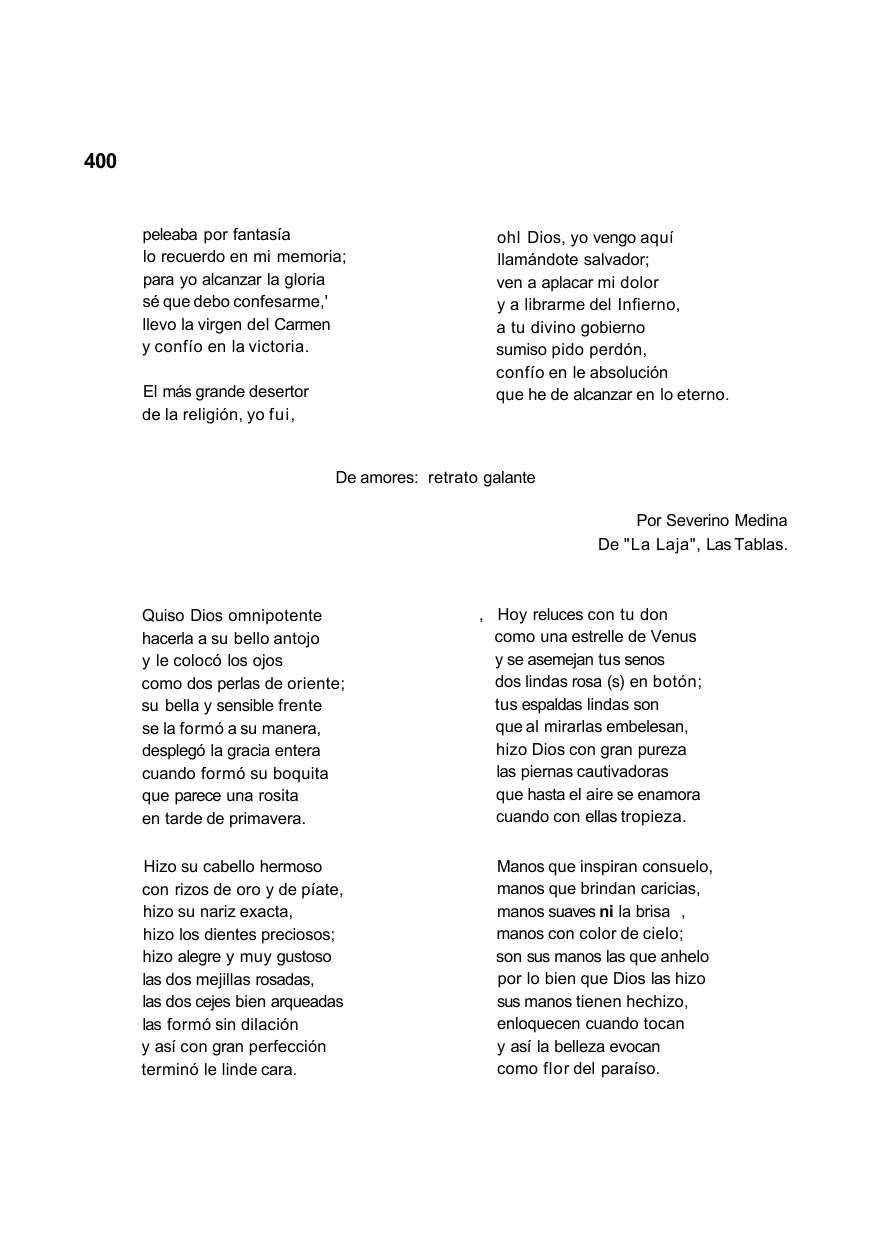 400
peleaba por fantasía
lo recuerdo en mi memoria;
para yo alcanzar la gloria
sé que debo confesarme,'
llevo la virgen del Carmen
y confío en la victoria.
El más grande desertor
de la religión, yo fui,
ohl Dios, yo vengo aquí
llamándote salvador;
ven a aplacar mi dolor
y a librarme del Infierno,
a tu divino gobierno
sumiso pido perdón,
confío en le absolución
que he de alcanzar en lo eterno.
De amores: retrato galante
Por Severino Medina
De "La Laja", Las Tablas.
Quiso Dios omnipotente
hacerla a su bello antojo
y le colocó los ojos
como dos perlas de oriente;
su bella y sensible frente
se la formó a su manera,
desplegó la gracia entera
cuando formó su boquita
que parece una rosita
en tarde de primavera.
Hizo su cabello hermoso
con rizos de oro y de píate,
hizo su nariz exacta,
hizo los dientes preciosos;
hizo alegre y muy gustoso
las dos mejillas rosadas,
las dos cejes bien arqueadas
las formó sin dilación
y así con gran perfección
terminó le linde cara.
, Hoy reluces con tu don
como una estrelle de Venus
y se asemejan tus senos
dos lindas rosa (s) en botón;
tus espaldas lindas son
que al mirarlas embelesan,
hizo Dios con gran pureza
las piernas cautivadoras
que hasta el aire se enamora
cuando con ellas tropieza.
Manos que inspiran consuelo,
manos que brindan caricias,
manos suaves ni la brisa ,
manos con color de cielo;
son sus manos las que anhelo
por lo bien que Dios las hizo
sus manos tienen hechizo,
enloquecen cuando tocan
y así la belleza evocan
como flor del paraíso.